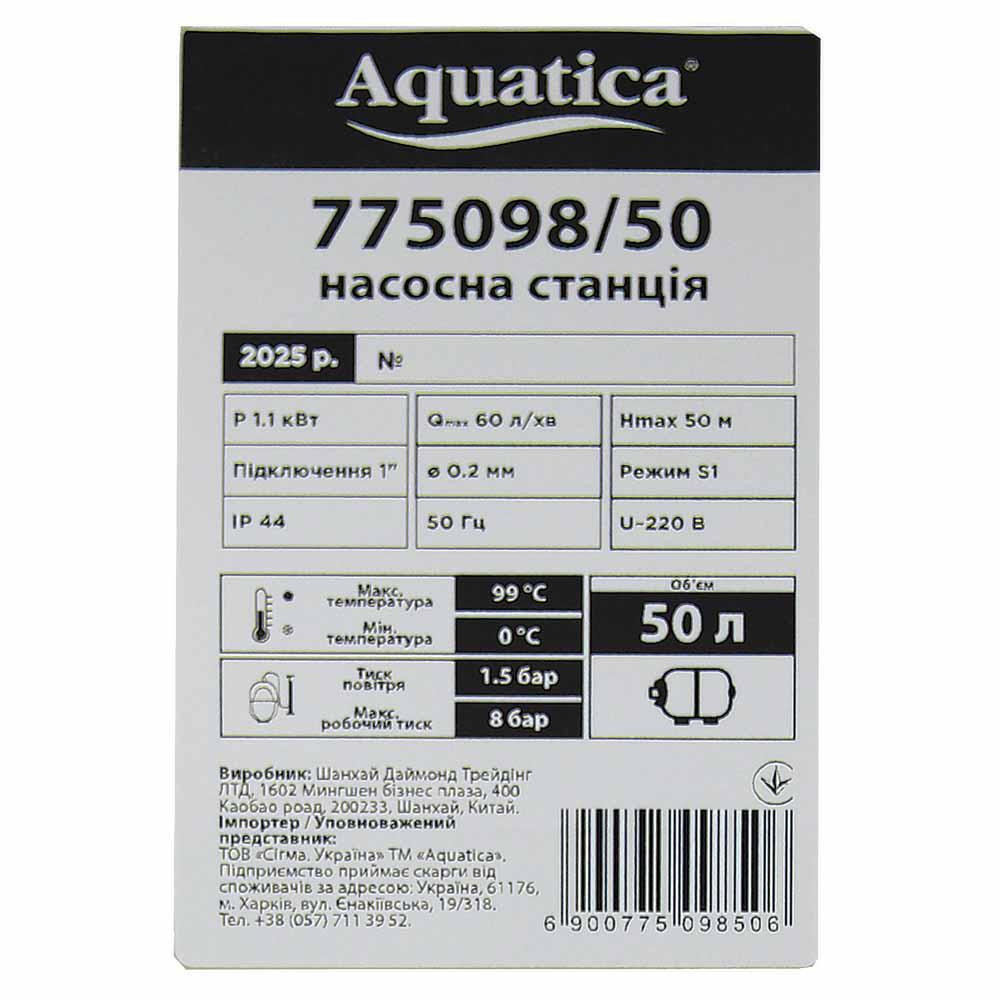 Aquatica®
775098/50
насосна станція
2025 р. №
P 1.1 кВт Qmax 60 л/хв Hmax 50 м
Підключення 1" ø 0.2 мм Режим S1
IP 44 50 Гц U~220 В
Макс. температура 99 °C
Мін. температура 0 °C
Об'єм
50 л
Тиск повітря 1.5 бар
Макс. робочий тиск 8 бар
Виробник: Шанхай Даймонд Трейдінг
ЛТД, 1602 Мингшен бізнес плаза, 400
Каобао роад, 200233, Шанхай, Китай.
Імпортер / Уповноважений
представник:
ТОВ «Сігма. Україна» ТМ «Aquatica».
Підприємство приймає скарги від
споживачів за адресою: Україна, 61176,
м. Харків, вул. Єнакіївська, 19/318.
Тел. +38 (057) 711 39 52.
6 900775 098506